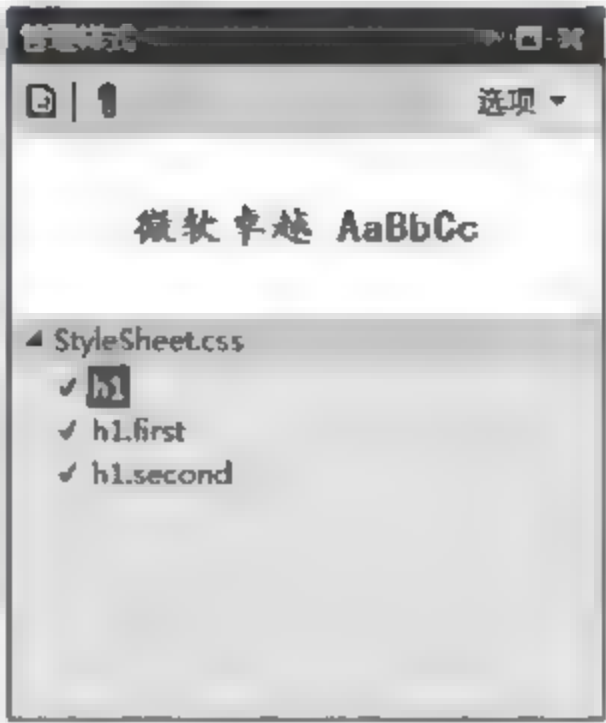 选项
微软卓越 AaBbCc
StyleSheet.css
h1
h1.first
h1.second